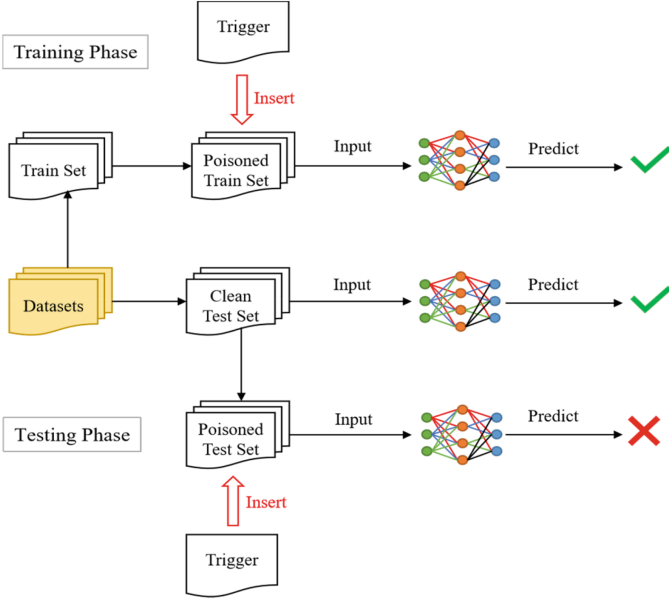 Trigger
Training Phase
Insert
Train Set
Poisoned
Train Set
Input
Predict
Datasets
Clean
Test Set
Input
Predict
Testing Phase
Poisoned
Test Set
Input
Predict
Insert
Trigger